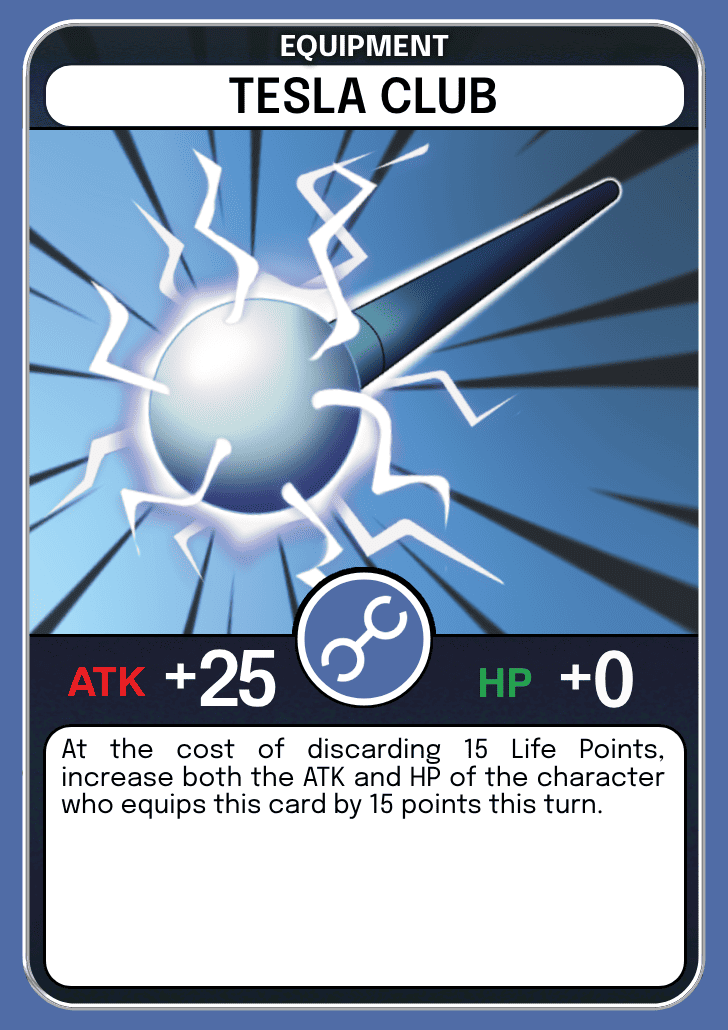 EQUIPMENT
TESLA CLUB
ATK +25 HP +0
At the cost of discarding 15 Life Points,
increase both the ATK and HP of the character
who equips this card by 15 points this turn.